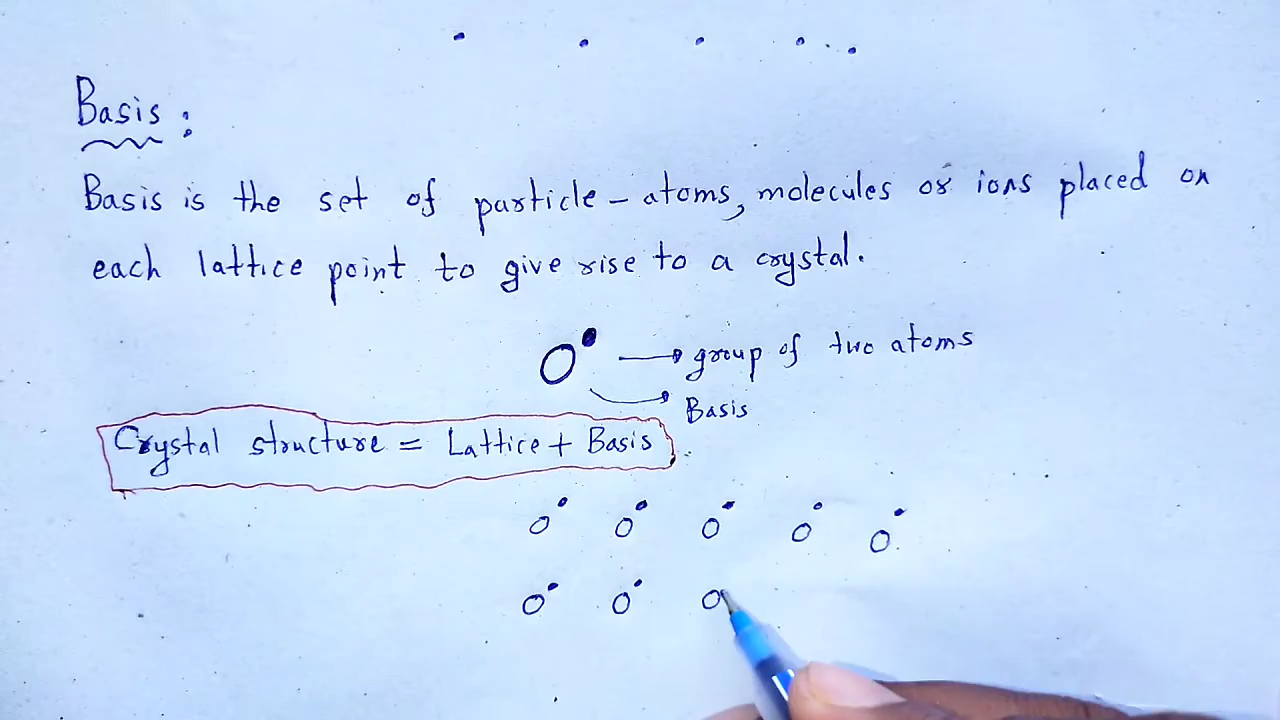 Basis :
Basis is the set of particle - atoms, molecules or ions placed on
each lattice point to give rise to a crystal.
group of two atoms
Basis
Crystal structure = Lattice + Basis